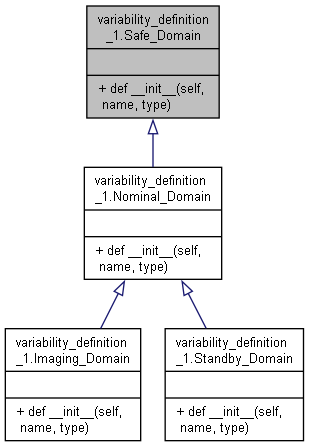 variability_definition
_1.Safe_Domain
+ def __init__(self,
name, type)
variability_definition
_1.Nominal_Domain
+ def __init__(self,
name, type)
variability_definition
_1.Imaging_Domain
+ def __init__(self,
name, type)
variability_definition
_1.Standby_Domain
+ def __init__(self,
name, type)